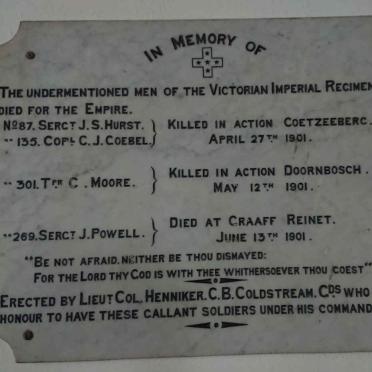 IN MEMORY OF
THE UNDERMENTIONED MEN OF THE VICTORIAN IMPERIAL REGIMEN
DIED FOR THE EMPIRE.
No87. SERGT J.S. HURST. } KILLED IN ACTION COETZEEBERG.
" 135. COPL G.J. GOEBEL. } APRIL 27TH 1901.
" 301. TPR G. MOORE. } KILLED IN ACTION DOORNBOSCH.
MAY 12TH 1901.
" 269. SERGT J. POWELL. } DIED AT GRAAFF REINET.
JUNE 13TH 1901.
"BE NOT AFRAID, NEITHER BE THOU DISMAYED:
FOR THE LORD THY GOD IS WITH THEE WHITHERSOEVER THOU GOEST"
ERECTED BY LIEUT COL. HENNIKER. C.B. COLDSTREAM. GDS WHO
HONOUR TO HAVE THESE GALLANT SOLDIERS UNDER HIS COMMAND